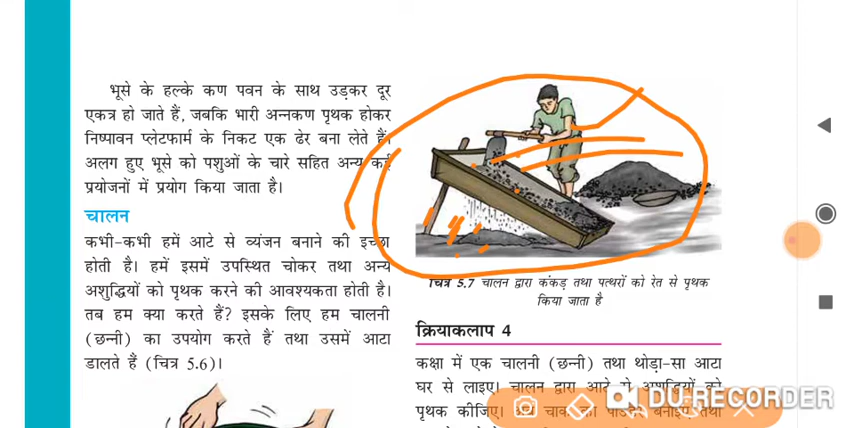 भूसे के हल्के कण पवन के साथ उड़कर दूर
एकत्र हो जाते हैं, जबकि भारी अन्नकण पृथक होकर
निष्पावन प्लेटफार्म के निकट एक ढेर बना लेते हैं।
अलग हुए भूसे को पशुओं के चारे सहित अन्य कई
प्रयोजनों में प्रयोग किया जाता है।
चालन
कभी-कभी हमें आटे से व्यंजन बनाने की इच्छा
होती है। हमें इसमें उपस्थित चोकर तथा अन्य
अशुद्धियों को पृथक करने की आवश्यकता होती है।
तब हम क्या करते हैं? इसके लिए हम चालनी
(छन्नी) का उपयोग करते हैं तथा उसमें आटा
डालते हैं (चित्र 5.6)।
चित्र 5.7 चालन द्वारा कंकड़ तथा पत्थरों को रेत से पृथक
किया जाता है
क्रियाकलाप 4
कक्षा में एक चालनी (छन्नी) तथा थोड़ा-सा आटा
घर से लाइए। चालन द्वारा आटे से अशुद्धियों को
पृथक कीजिए।
DU RECORDER